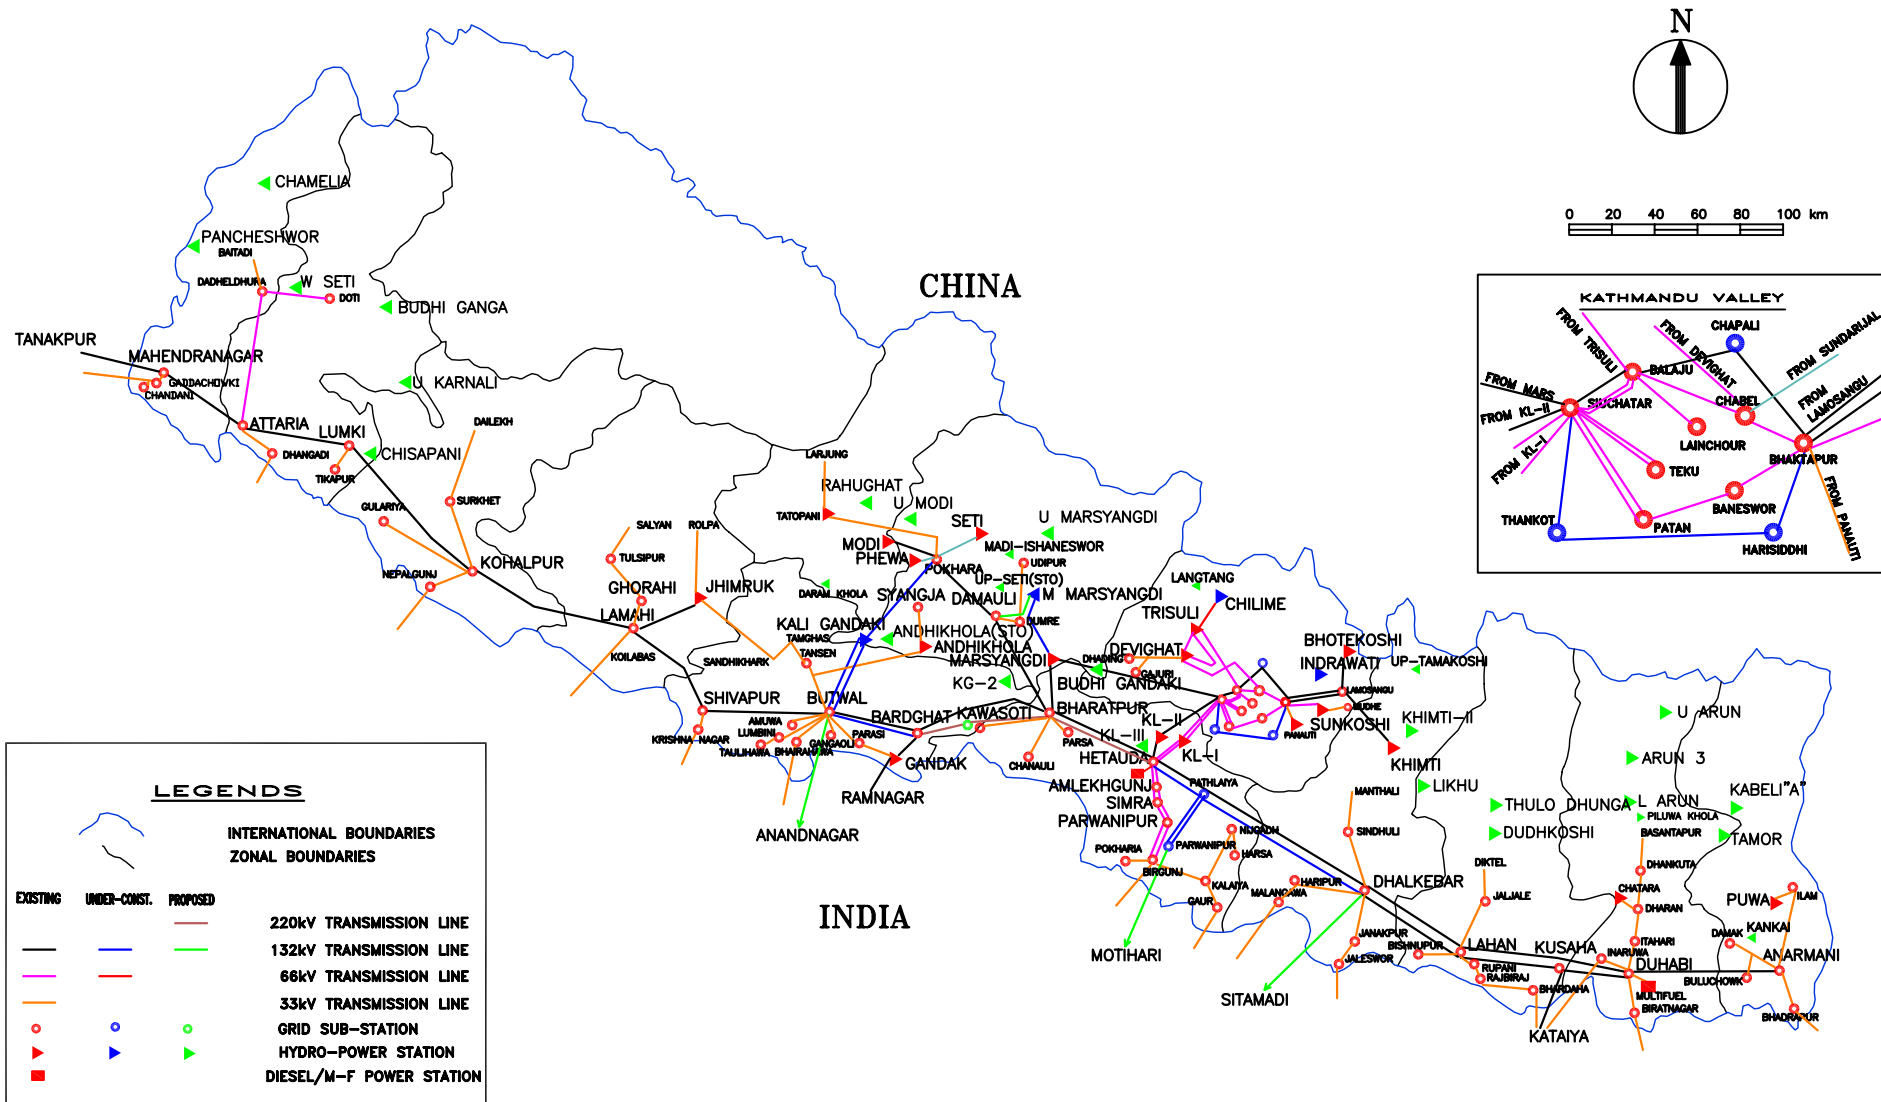 N
0 20 40 60 80 100 km
CHINA
INDIA
KATHMANDU VALLEY
CHAPALI
FROM TRISULI
FROM DEVIGHAT
FROM SUNDARIJAL
BALAJU
FROM MARS
FROM KL-II
FROM KL-I
SIUCHATAR
CHABEL
FROM LAMOSANGU
LAINCHOUR
BHAKTAPUR
TEKU
BANESWOR
FROM PANAUTI
THANKOT
PATAN
HARISIDDHI
CHAMELIA
PANCHESHWOR
BAITADI
DADHELDHURA
W SETI
DOTI
BUDHI GANGA
TANAKPUR
MAHENDRANAGAR
GADDACHOWKI
CHANDANI
U KARNALI
ATTARIA
LUMKI
DAILEKH
DHANGADI
TIKAPUR
CHISAPANI
GULARIYA
SURKHET
LARJUNG
RAHUGHAT
U MODI
TATOPANI
SETI
U MARSYANGDI
SALYAN
ROLPA
MODI
PHEWA
MADI-ISHANESWOR
UDIPUR
TULSIPUR
KOHALPUR
POKHARA
NEPALGUNJ
GHORAHI
JHIMRUK
DARAM KHOLA
UP-SETI(STO)
SYANGJA
DAMAULI
M MARSYANGDI
LANGTANG
CHILIME
LAMAHI
KALI GANDAKI
TAMGHAS
ANDHIKHOLA(STO)
DUMRE
TRISULI
KOILABAS
SANDHIKHARK
TANSEN
ANDHIKHOLA
MARSYANGDI
DHADING
DEVIGHAT
GAJURI
BHOTEKOSHI
INDRAWATI
UP-TAMAKOSHI
KG-2
BUDHI GANDAKI
LAMOSANGU
MUDHE
SHIVAPUR
BUTWAL
BARDGHAT
KAWASOTI
BHARATPUR
KL-II
KL-III
KL-I
PANAUTI
SUNKOSHI
KHIMTI-II
KHIMTI
U ARUN
AMUWA
LUMBINI
TAULIHAWA
BHAIRAHAWA
GANGAOLI
PARASI
KRISHNA NAGAR
GANDAK
CHANAULI
PARSA
HETAUDA
RAMNAGAR
ANANDNAGAR
AMLEKHGUNJ
SIMRA
PARWANIPUR
PATHLAIYA
MANTHALI
LIKHU
ARUN 3
L ARUN
KABELI"A"
THULO DHUNGA
DUDHKOSHI
PILUWA KHOLA
BASANTAPUR
TAMOR
NIJGADH
SINDHULI
POKHARIA
PARWANIPUR
HARSA
BIRGUNJ
KALAIYA
MALANGAWA
HARIPUR
GAUR
DHALKEBAR
DIKTEL
JALJALE
DHANKUTA
CHATARA
DHARAN
PUWA
ILAM
JANAKPUR
BISHNUPUR
LAHAN
KUSAHA
ITAHARI
INARUWA
DAMAK
KANKAI
MOTIHARI
JALESWOR
RUPANI
RAJBIRAJ
BHARDAHA
DUHABI
ANARMANI
BULUCHOWK
SITAMADI
MULTIFUEL
BIRATNAGAR
BHADRAPUR
KATAIYA
LEGENDS
INTERNATIONAL BOUNDARIES
ZONAL BOUNDARIES
EXISTING UNDER-CONST. PROPOSED
220kV TRANSMISSION LINE
132kV TRANSMISSION LINE
66kV TRANSMISSION LINE
33kV TRANSMISSION LINE
GRID SUB-STATION
HYDRO-POWER STATION
DIESEL/M-F POWER STATION